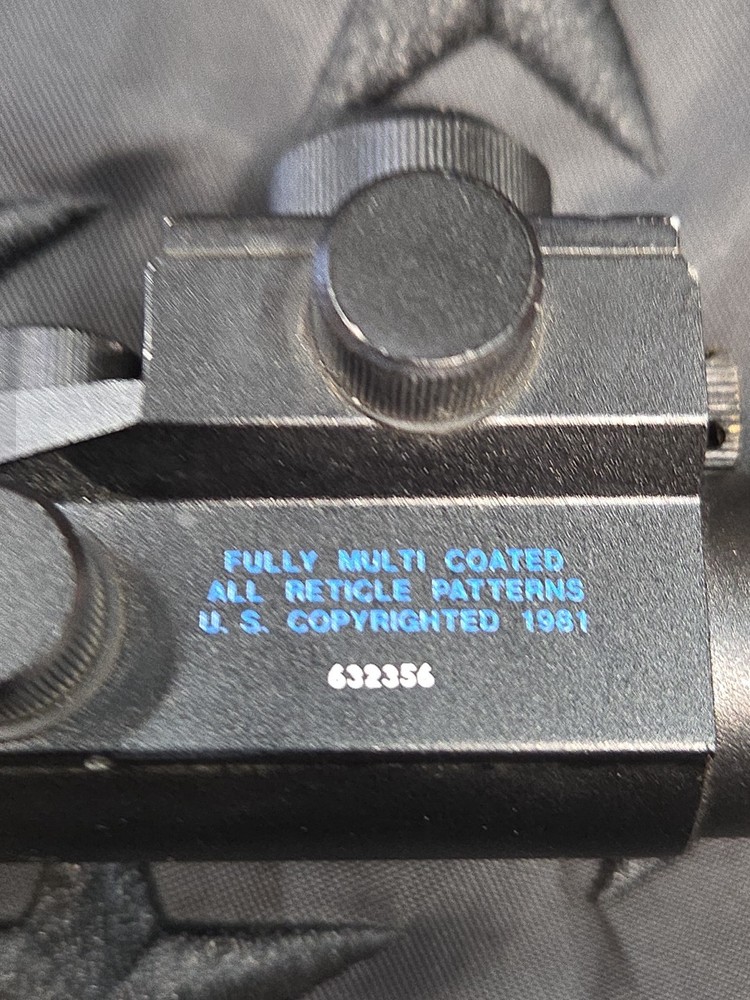 FULLY MULTI COATED
ALL RETICLE PATTERNS
U. S. COPYRIGHTED 1981
632356